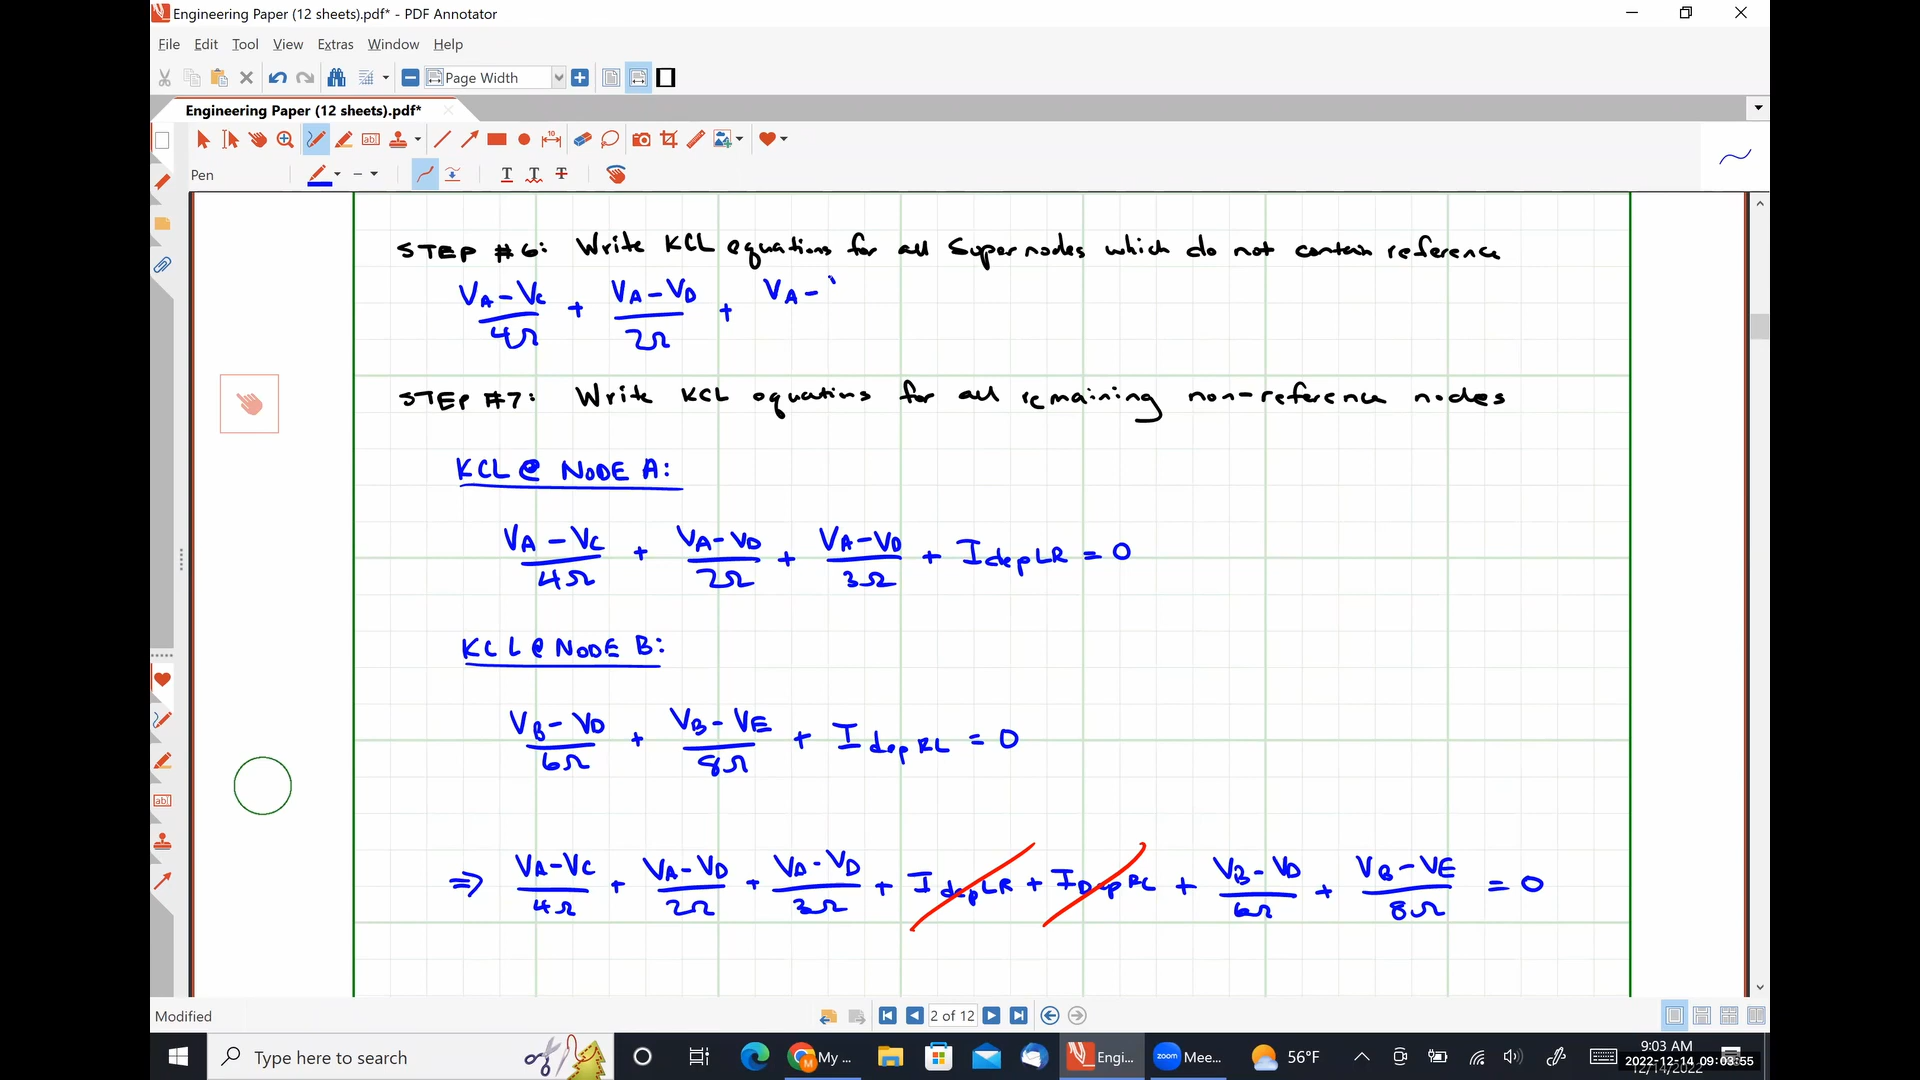 Engineering Paper (12 sheets).pdf* - PDF Annotator
File Edit Tool View Extras Window Help
Page Width
Engineering Paper (12 sheets).pdf*
Pen
STEP #6: Write KCL equations for all Supernodes which do not contain reference
VA-VC/4Ω + VA-VD/2Ω + VA-
STEP #7: Write KCL equations for all remaining non-reference nodes
KCL @ NODE A:
VA-VC/4Ω + VA-VD/2Ω + VA-VD/3Ω + IdepLR = 0
KCL @ NODE B:
VB-VD/6Ω + VB-VE/8Ω + IdepRL = 0
⇒ VA-VC/4Ω + VA-VD/2Ω + VA-VD/3Ω + IdepLR + IDepRL + VB-VD/6Ω + VB-VE/8Ω = 0
Modified
2 of 12
Type here to search
My ...
Engi...
zoom
Mee...
56°F
9:03 AM
2022-12-14 09:03:55
12/14/2022